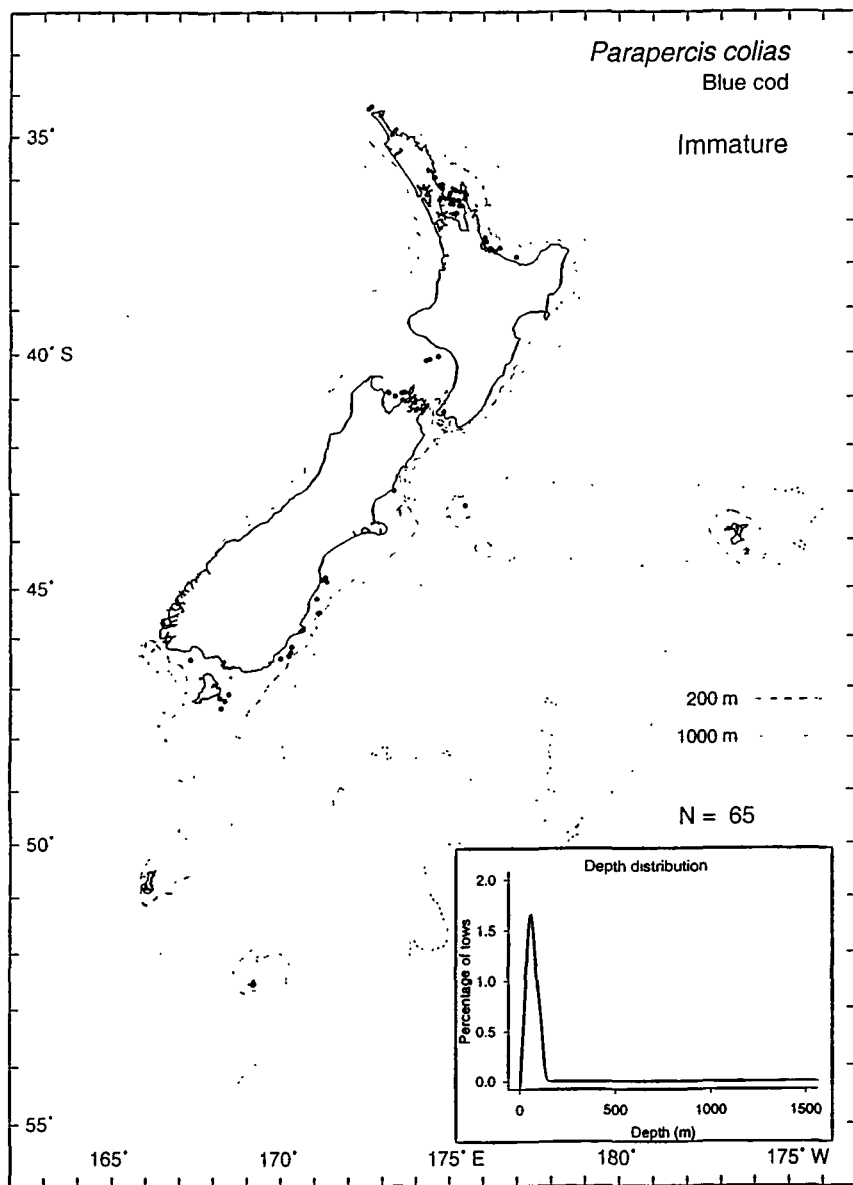 Parapercis colias
Blue cod
Immature
35°
40° S
45°
200 m
1000 m
N = 65
50°
Depth distribution
2.0
1.5
1.0
0.5
0.0
Percentage of tows
0 500 1000 1500
Depth (m)
55°
165° 170° 175° E 180° 175° W